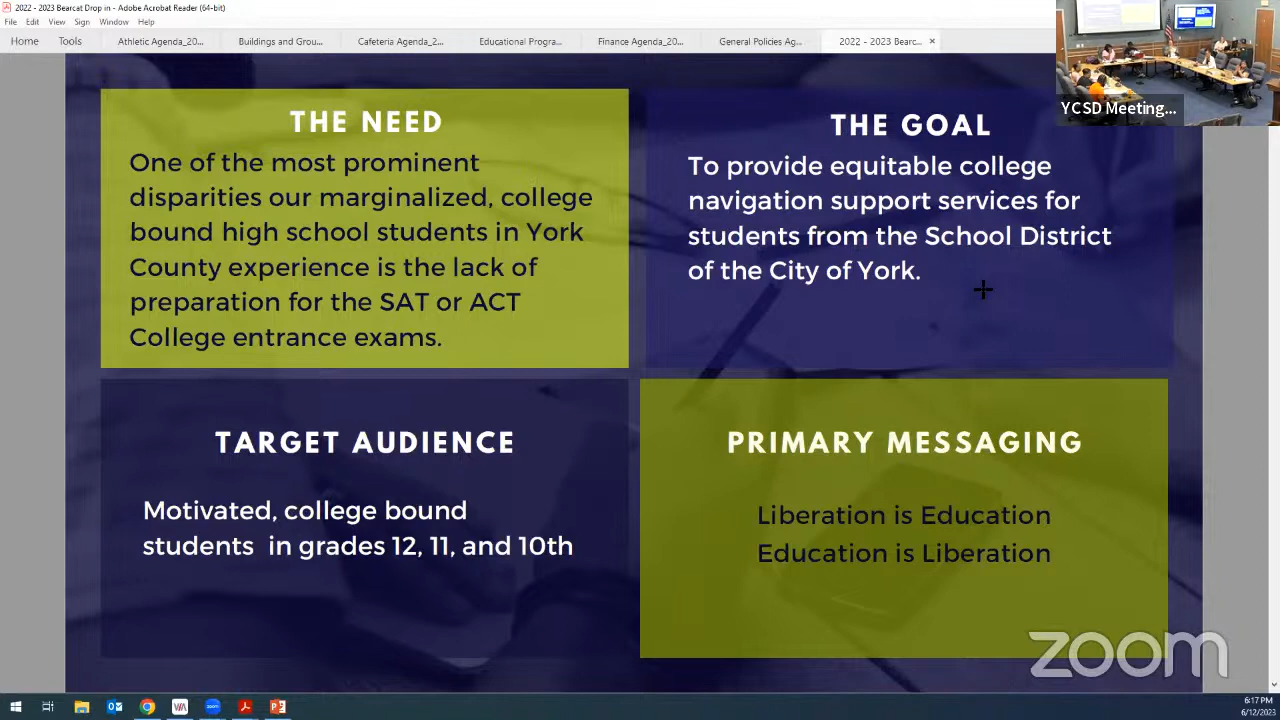 2022 - 2023 Bearcat Drop in - Adobe Acrobat Reader (64-bit)
File Edit View Sign Window Help
Home Tools Athletic Agenda_20... Buildings and Grou... Cafeteria Agenda_2... Educational Progra... Finance Agenda_20... General Policies Ag... 2022 - 2023 Bearc... ×
YCSD Meeting...
THE NEED
One of the most prominent
disparities our marginalized, college
bound high school students in York
County experience is the lack of
preparation for the SAT or ACT
College entrance exams.
THE GOAL
To provide equitable college
navigation support services for
students from the School District
of the City of York.
TARGET AUDIENCE
Motivated, college bound
students in grades 12, 11, and 10th
PRIMARY MESSAGING
Liberation is Education
Education is Liberation
zoom
6:17 PM
6/12/2023